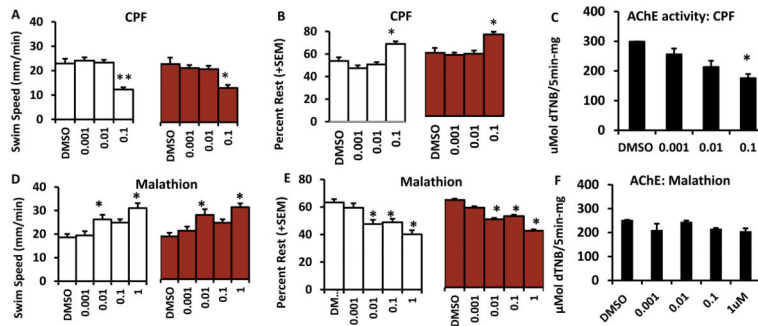 A
CPF
Swim Speed (mm/min)
40
30
20
10
0
**
*
DMSO
0.001
0.01
0.1
DMSO
0.001
0.01
0.1
B
CPF
Percent Rest (+SEM)
80
60
40
20
0
*
*
DMSO
0.001
0.01
0.1
DMSO
0.001
0.01
0.1
C
AChE activity: CPF
uMol dTNB/5min-mg
400
300
200
100
0
*
DMSO
0.001
0.01
0.1
D
Malathion
Swim Speed (mm/min)
40
30
20
10
0
*
*
*
*
DMSO
0.001
0.01
0.1
1
DMSO
0.001
0.01
0.1
1
E
Malathion
Percent Rest (+SEM)
80
60
40
20
0
*
*
*
*
*
*
DM...
0.001
0.01
0.1
1
DMSO
0.001
0.01
0.1
1
F
AChE: Malathion
µMol dTNB/5min-mg
400
300
200
100
0
DMSO
0.001
0.01
0.1
1uM